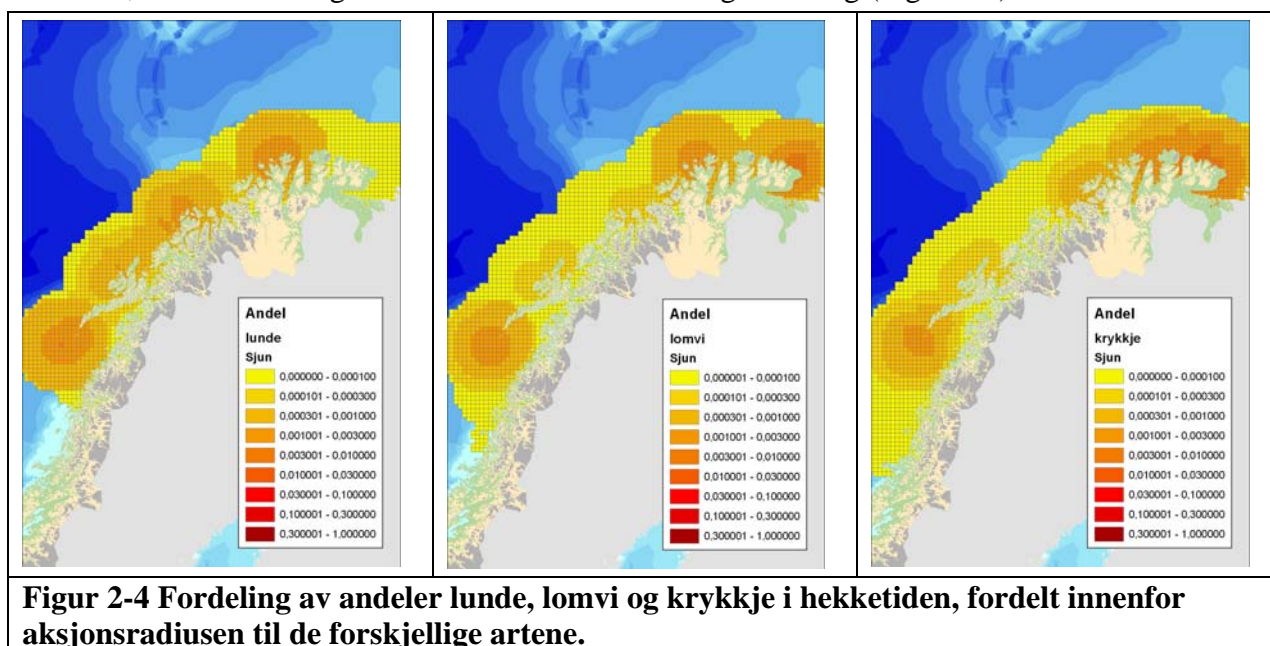 Andel
lunde
Sjun
0,000000 - 0,000100
0,000101 - 0,000300
0,000301 - 0,001000
0,001001 - 0,003000
0,003001 - 0,010000
0,010001 - 0,030000
0,030001 - 0,100000
0,100001 - 0,300000
0,300001 - 1,000000
Andel
lomvi
Sjun
0,000001 - 0,000100
0,000101 - 0,000300
0,000301 - 0,001000
0,001001 - 0,003000
0,003001 - 0,010000
0,010001 - 0,030000
0,030001 - 0,100000
0,100001 - 0,300000
0,300001 - 1,000000
Andel
krykkje
Sjun
0,000000 - 0,000100
0,000101 - 0,000300
0,000301 - 0,001000
0,001001 - 0,003000
0,003001 - 0,010000
0,010001 - 0,030000
0,030001 - 0,100000
0,100001 - 0,300000
0,300001 - 1,000000
Figur 2-4 Fordeling av andeler lunde, lomvi og krykkje i hekketiden, fordelt innenfor
aksjonsradiusen til de forskjellige artene.